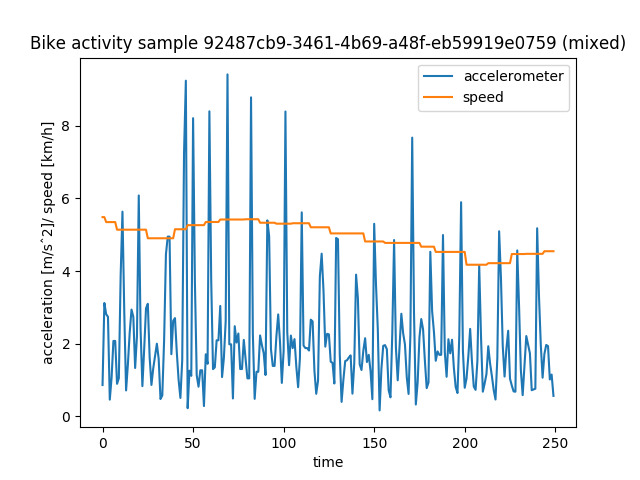 Bike activity sample 92487cb9-3461-4b69-a48f-eb59919e0759 (mixed)
accelerometer
speed
acceleration [m/s^2]/ speed [km/h]
8
6
4
2
0
0 50 100 150 200 250
time